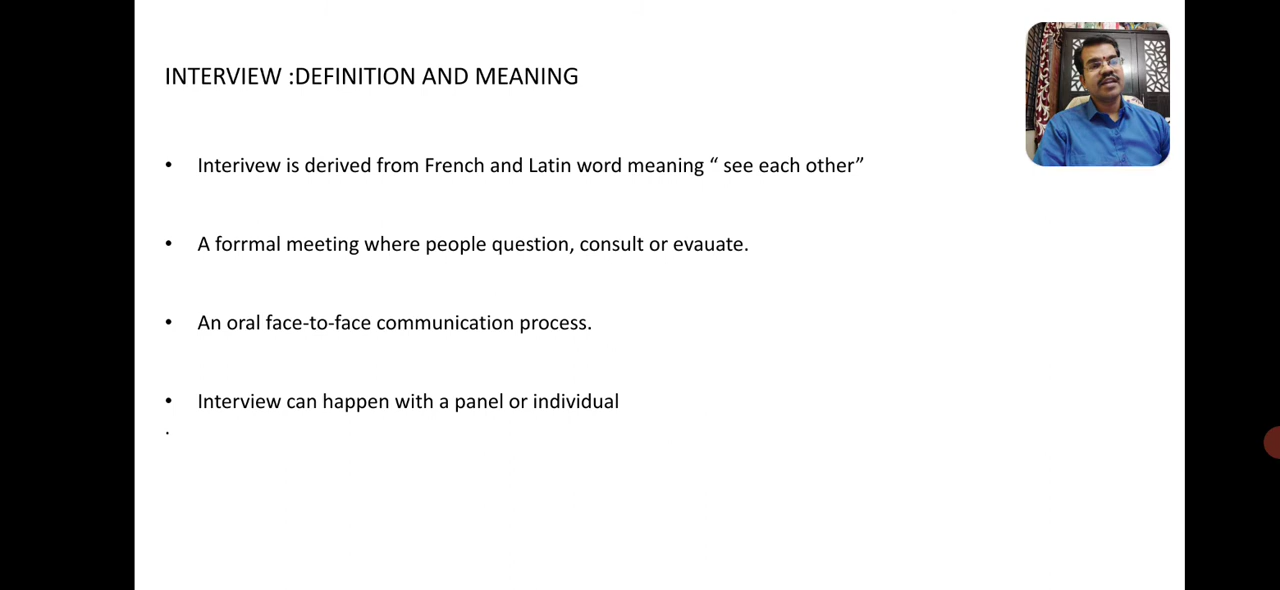 INTERVIEW :DEFINITION AND MEANING
• Interivew is derived from French and Latin word meaning “ see each other”
• A forrmal meeting where people question, consult or evauate.
• An oral face-to-face communication process.
• Interview can happen with a panel or individual
.